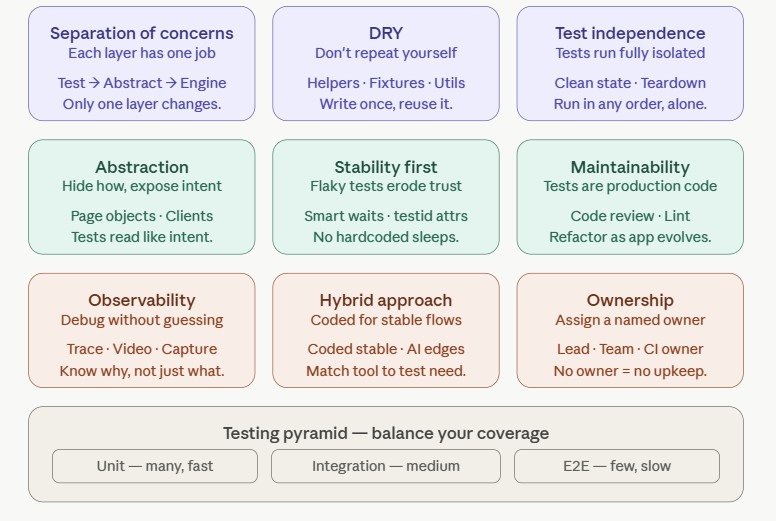 Separation of concerns
Each layer has one job
Test → Abstract → Engine
Only one layer changes.
DRY
Don't repeat yourself
Helpers · Fixtures · Utils
Write once, reuse it.
Test independence
Tests run fully isolated
Clean state · Teardown
Run in any order, alone.
Abstraction
Hide how, expose intent
Page objects · Clients
Tests read like intent.
Stability first
Flaky tests erode trust
Smart waits · testid attrs
No hardcoded sleeps.
Maintainability
Tests are production code
Code review · Lint
Refactor as app evolves.
Observability
Debug without guessing
Trace · Video · Capture
Know why, not just what.
Hybrid approach
Coded for stable flows
Coded stable · AI edges
Match tool to test need.
Ownership
Assign a named owner
Lead · Team · CI owner
No owner = no upkeep.
Testing pyramid — balance your coverage
Unit — many, fast
Integration — medium
E2E — few, slow